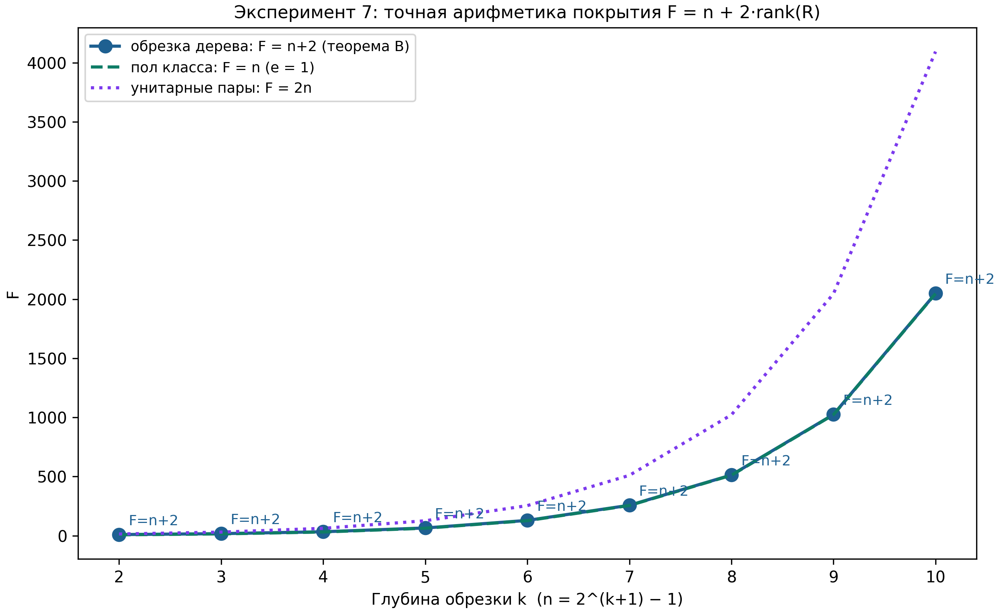 Эксперимент 7: точная арифметика покрытия F = n + 2·rank(R)
обрезка дерева: F = n+2 (теорема B)
пол класса: F = n (e = 1)
унитарные пары: F = 2n
4000
3500
3000
2500
2000
1500
1000
500
0
F
F=n+2
F=n+2
F=n+2
F=n+2
F=n+2
F=n+2
F=n+2
F=n+2
F=n+2
2 3 4 5 6 7 8 9 10
Глубина обрезки k (n = 2^(k+1) − 1)